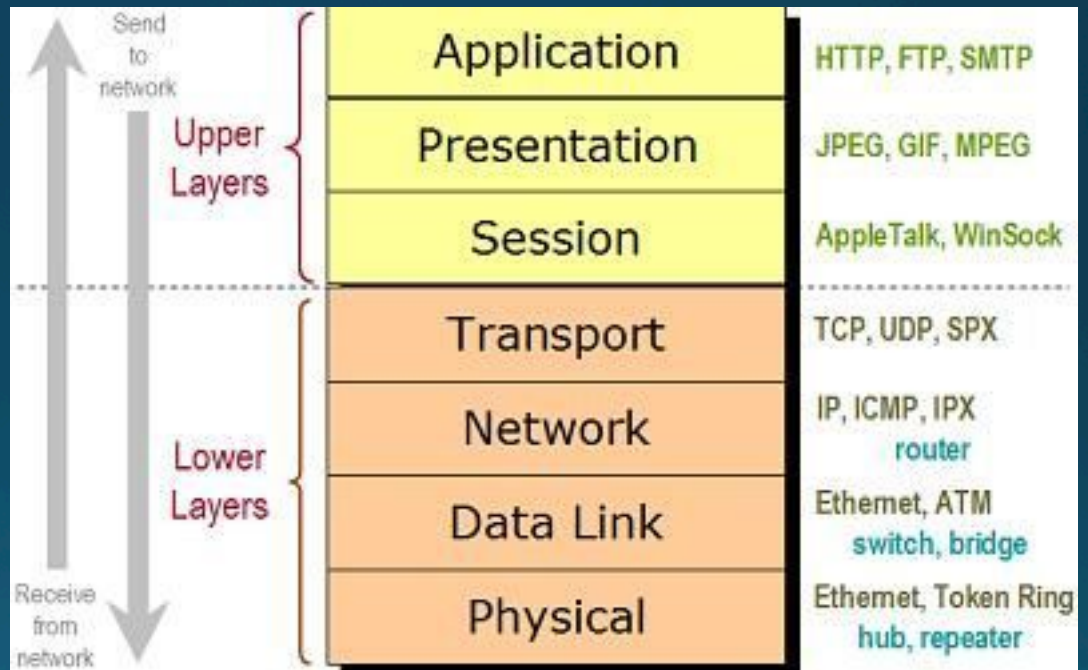 Send
to
network
Upper
Layers
Application
HTTP, FTP, SMTP
Presentation
JPEG, GIF, MPEG
Session
AppleTalk, WinSock
Lower
Layers
Transport
TCP, UDP, SPX
Network
IP, ICMP, IPX
router
Data Link
Ethernet, ATM
switch, bridge
Physical
Ethernet, Token Ring
hub, repeater
Receive
from
network